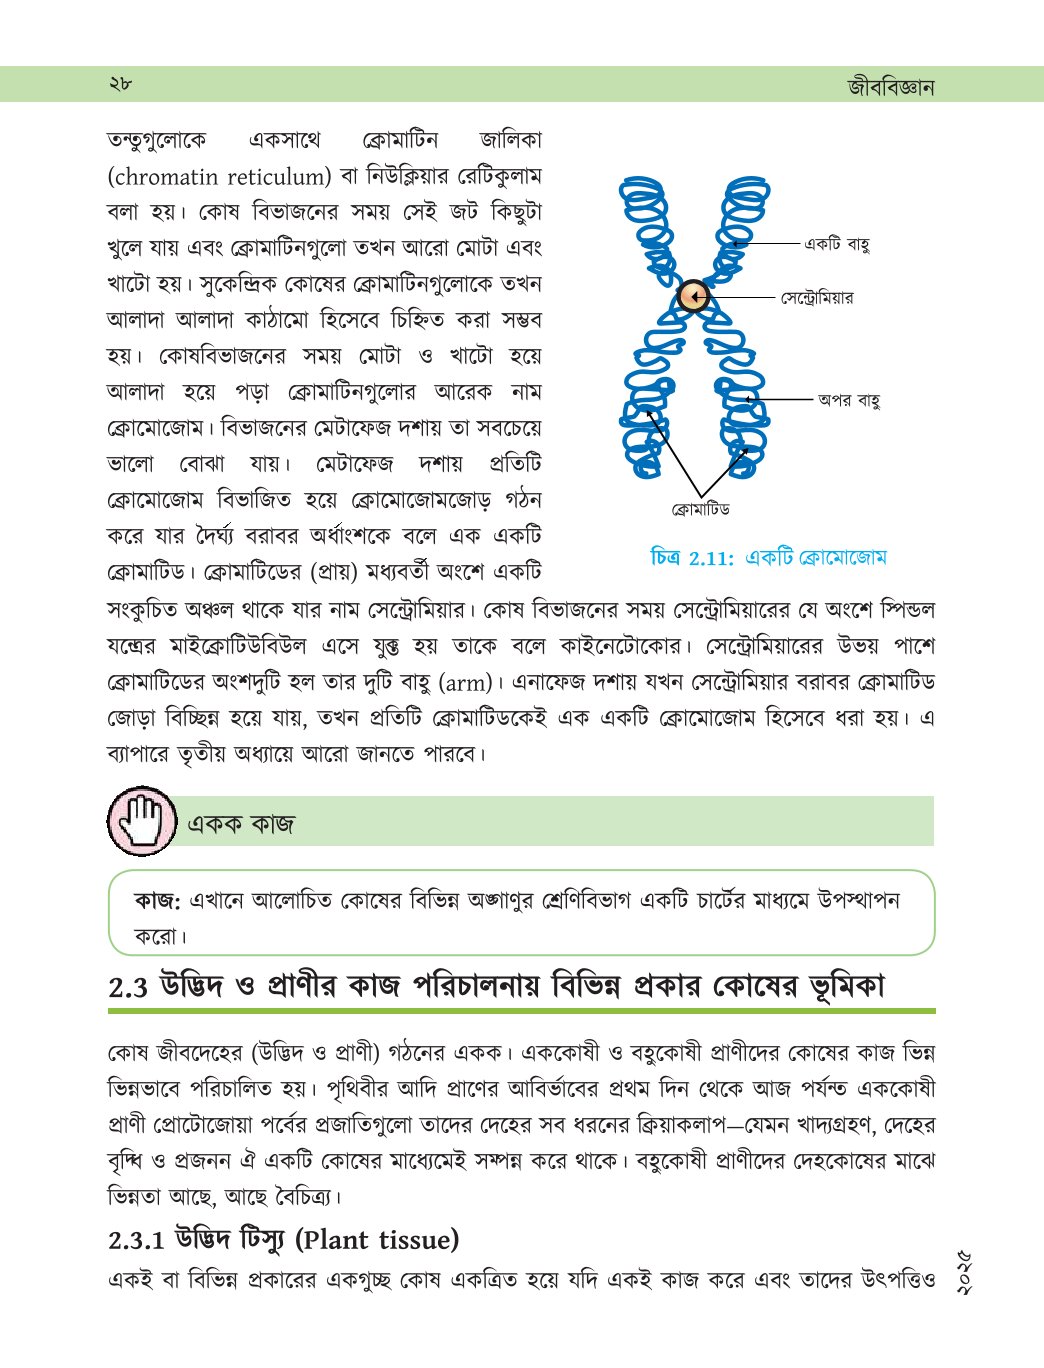 ২৮
জীববিজ্ঞান
তন্তুগুলোকে একসাথে ক্রোমাটিন জালিকা
(chromatin reticulum) বা নিউক্লিয়ার রেটিকুলাম
বলা হয়। কোষ বিভাজনের সময় সেই জট কিছুটা
খুলে যায় এবং ক্রোমাটিনগুলো তখন আরো মোটা এবং
খাটো হয়। সুকেন্দ্রিক কোষের ক্রোমাটিনগুলোকে তখন
আলাদা আলাদা কাঠামো হিসেবে চিহ্নিত করা সম্ভব
হয়। কোষবিভাজনের সময় মোটা ও খাটো হয়ে
আলাদা হয়ে পড়া ক্রোমাটিনগুলোর আরেক নাম
ক্রোমোজোম। বিভাজনের মেটাফেজ দশায় তা সবচেয়ে
ভালো বোঝা যায়। মেটাফেজ দশায় প্রতিটি
ক্রোমোজোম বিভাজিত হয়ে ক্রোমোজোমজোড় গঠন
করে যার দৈর্ঘ্য বরাবর অর্ধাংশকে বলে এক একটি
ক্রোমাটিড। ক্রোমাটিডের (প্রায়) মধ্যবর্তী অংশে একটি
একটি বাহু
সেন্ট্রোমিয়ার
অপর বাহু
ক্রোমাটিড
চিত্র 2.11: একটি ক্রোমোজোম
সংকুচিত অঞ্চল থাকে যার নাম সেন্ট্রোমিয়ার। কোষ বিভাজনের সময় সেন্ট্রোমিয়ারের যে অংশে স্পিন্ডল
যন্ত্রের মাইক্রোটিউবিউল এসে যুক্ত হয় তাকে বলে কাইনেটোকোর। সেন্ট্রোমিয়ারের উভয় পাশে
ক্রোমাটিডের অংশদুটি হল তার দুটি বাহু (arm)। এনাফেজ দশায় যখন সেন্ট্রোমিয়ার বরাবর ক্রোমাটিড
জোড়া বিচ্ছিন্ন হয়ে যায়, তখন প্রতিটি ক্রোমাটিডকেই এক একটি ক্রোমোজোম হিসেবে ধরা হয়। এ
ব্যাপারে তৃতীয় অধ্যায়ে আরো জানতে পারবে।
একক কাজ
কাজ: এখানে আলোচিত কোষের বিভিন্ন অঙ্গাণুর শ্রেণিবিভাগ একটি চার্টের মাধ্যমে উপস্থাপন
করো।
2.3 উদ্ভিদ ও প্রাণীর কাজ পরিচালনায় বিভিন্ন প্রকার কোষের ভূমিকা
কোষ জীবদেহের (উদ্ভিদ ও প্রাণী) গঠনের একক। এককোষী ও বহুকোষী প্রাণীদের কোষের কাজ ভিন্ন
ভিন্নভাবে পরিচালিত হয়। পৃথিবীর আদি প্রাণের আবির্ভাবের প্রথম দিন থেকে আজ পর্যন্ত এককোষী
প্রাণী প্রোটোজোয়া পর্বের প্রজাতিগুলো তাদের দেহের সব ধরনের ক্রিয়াকলাপ—যেমন খাদ্যগ্রহণ, দেহের
বৃদ্ধি ও প্রজনন ঐ একটি কোষের মাধ্যেমেই সম্পন্ন করে থাকে। বহুকোষী প্রাণীদের দেহকোষের মাঝে
ভিন্নতা আছে, আছে বৈচিত্র্য।
2.3.1 উদ্ভিদ টিস্যু (Plant tissue)
একই বা বিভিন্ন প্রকারের একগুচ্ছ কোষ একত্রিত হয়ে যদি একই কাজ করে এবং তাদের উৎপত্তিও
২০২৫